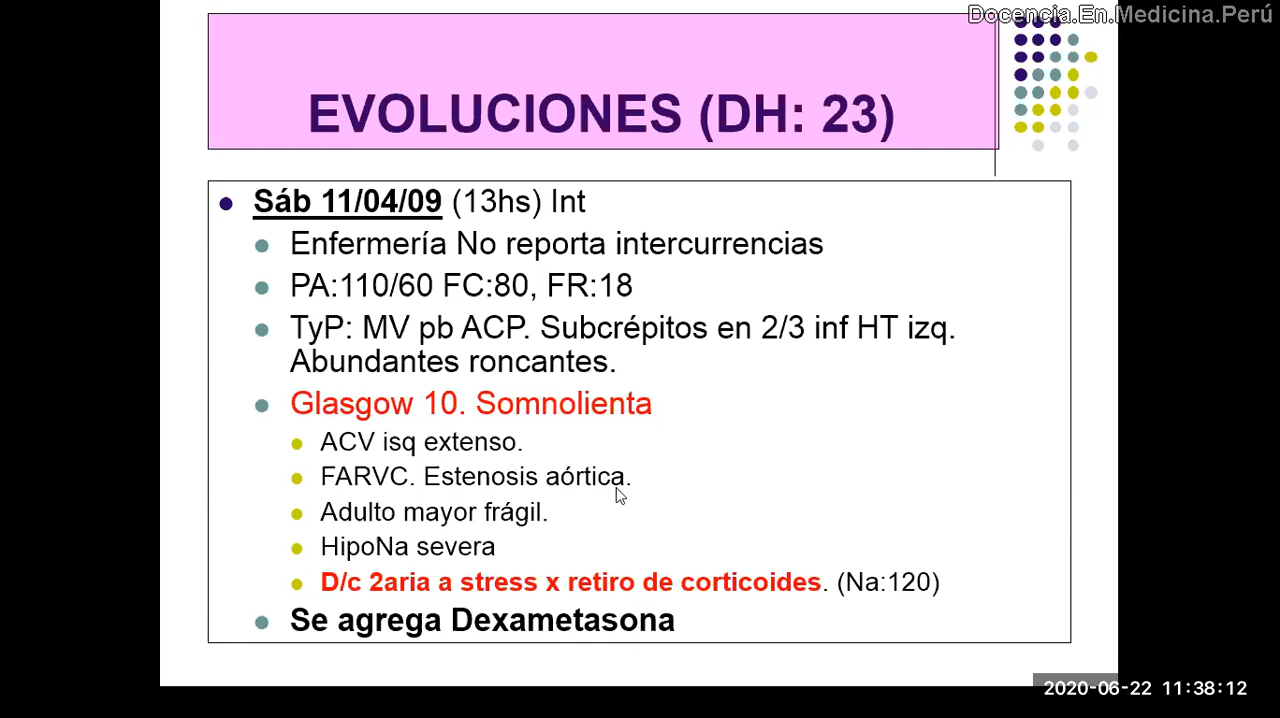 Docencia.En.Medicina.Perú
EVOLUCIONES (DH: 23)
Sáb 11/04/09 (13hs) Int
Enfermería No reporta intercurrencias
PA:110/60 FC:80, FR:18
TyP: MV pb ACP. Subcrépitos en 2/3 inf HT izq.
Abundantes roncantes.
Glasgow 10. Somnolienta
ACV isq extenso.
FARVC. Estenosis aórtica.
Adulto mayor frágil.
HipoNa severa
D/c 2aria a stress x retiro de corticoides. (Na:120)
Se agrega Dexametasona
2020-06-22 11:38:12